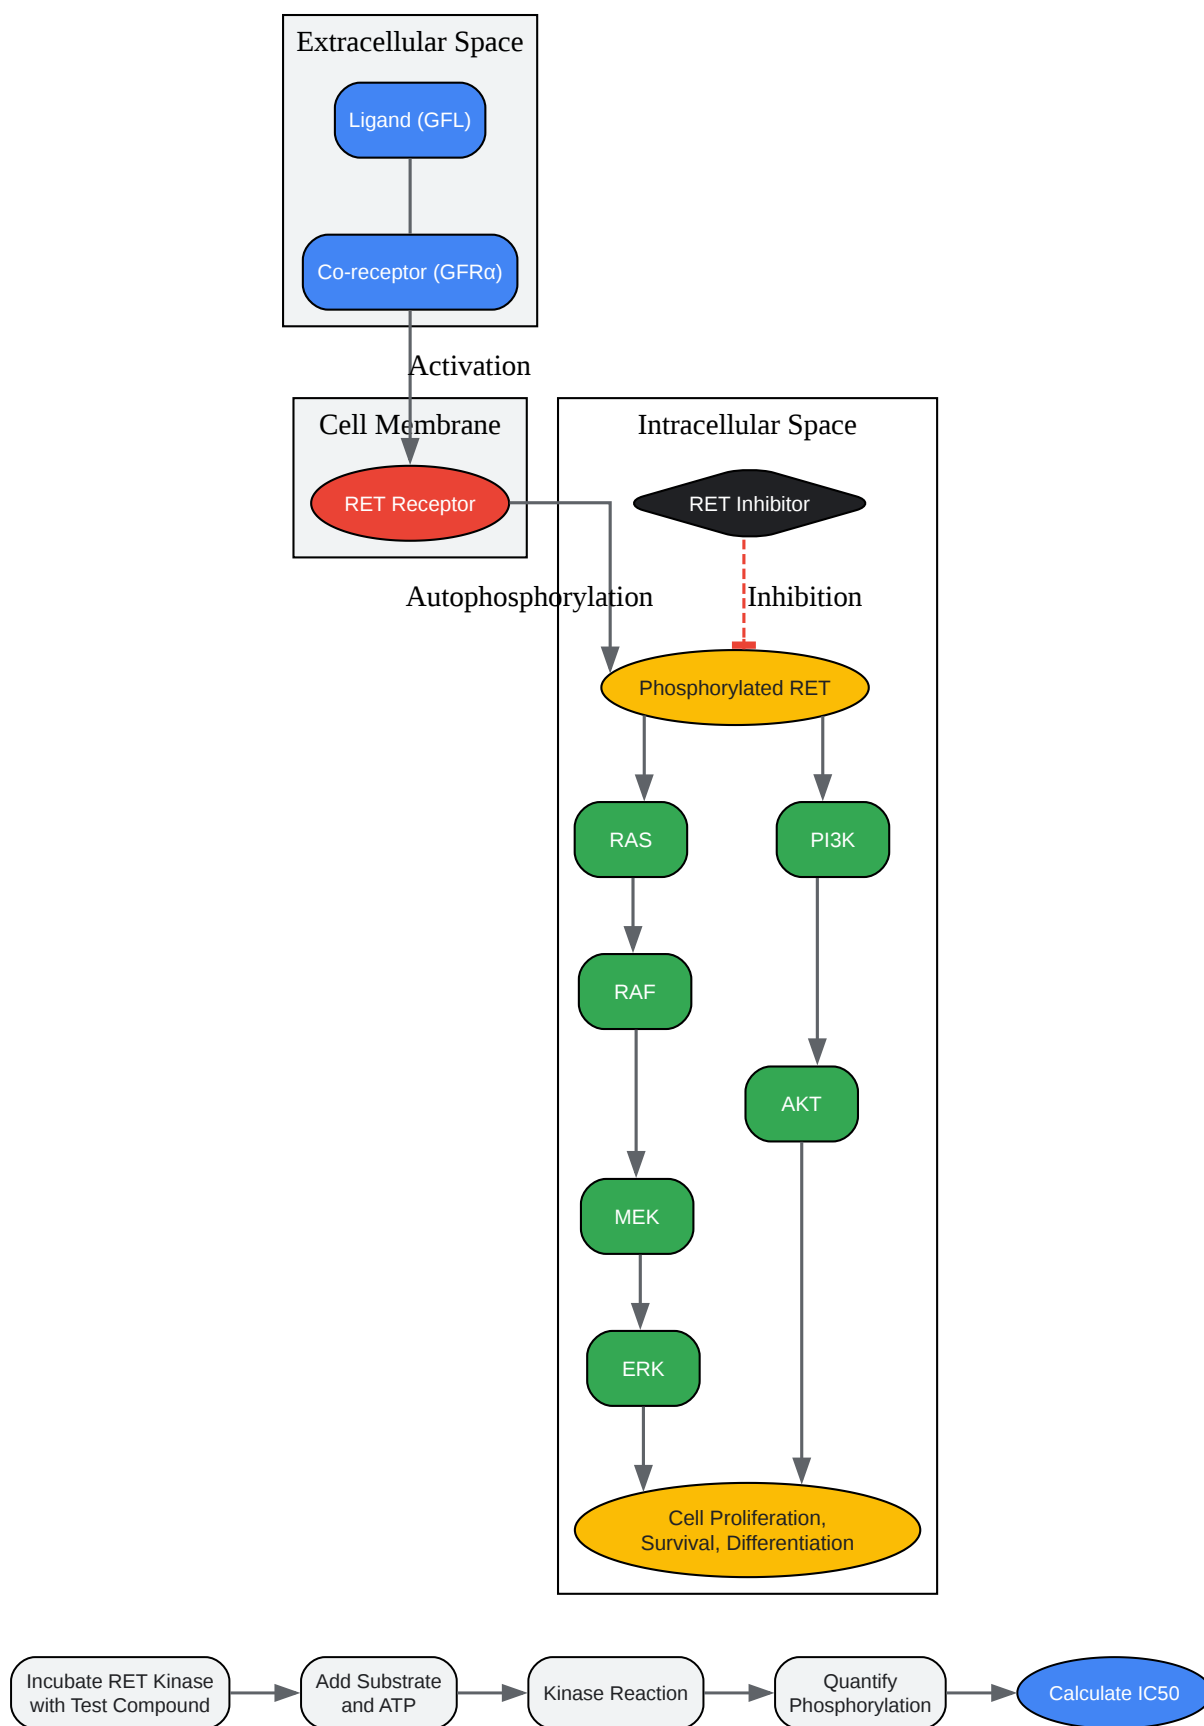 Extracellular Space
Ligand (GFL)
Co-receptor (GFRα)
Activation
Cell Membrane
Intracellular Space
RET Receptor
RET Inhibitor
Autophosphorylation
Inhibition
Phosphorylated RET
RAS
PI3K
RAF
AKT
MEK
ERK
Cell Proliferation,
Survival, Differentiation
Incubate RET Kinase
with Test Compound
Add Substrate
and ATP
Kinase Reaction
Quantify
Phosphorylation
Calculate IC50